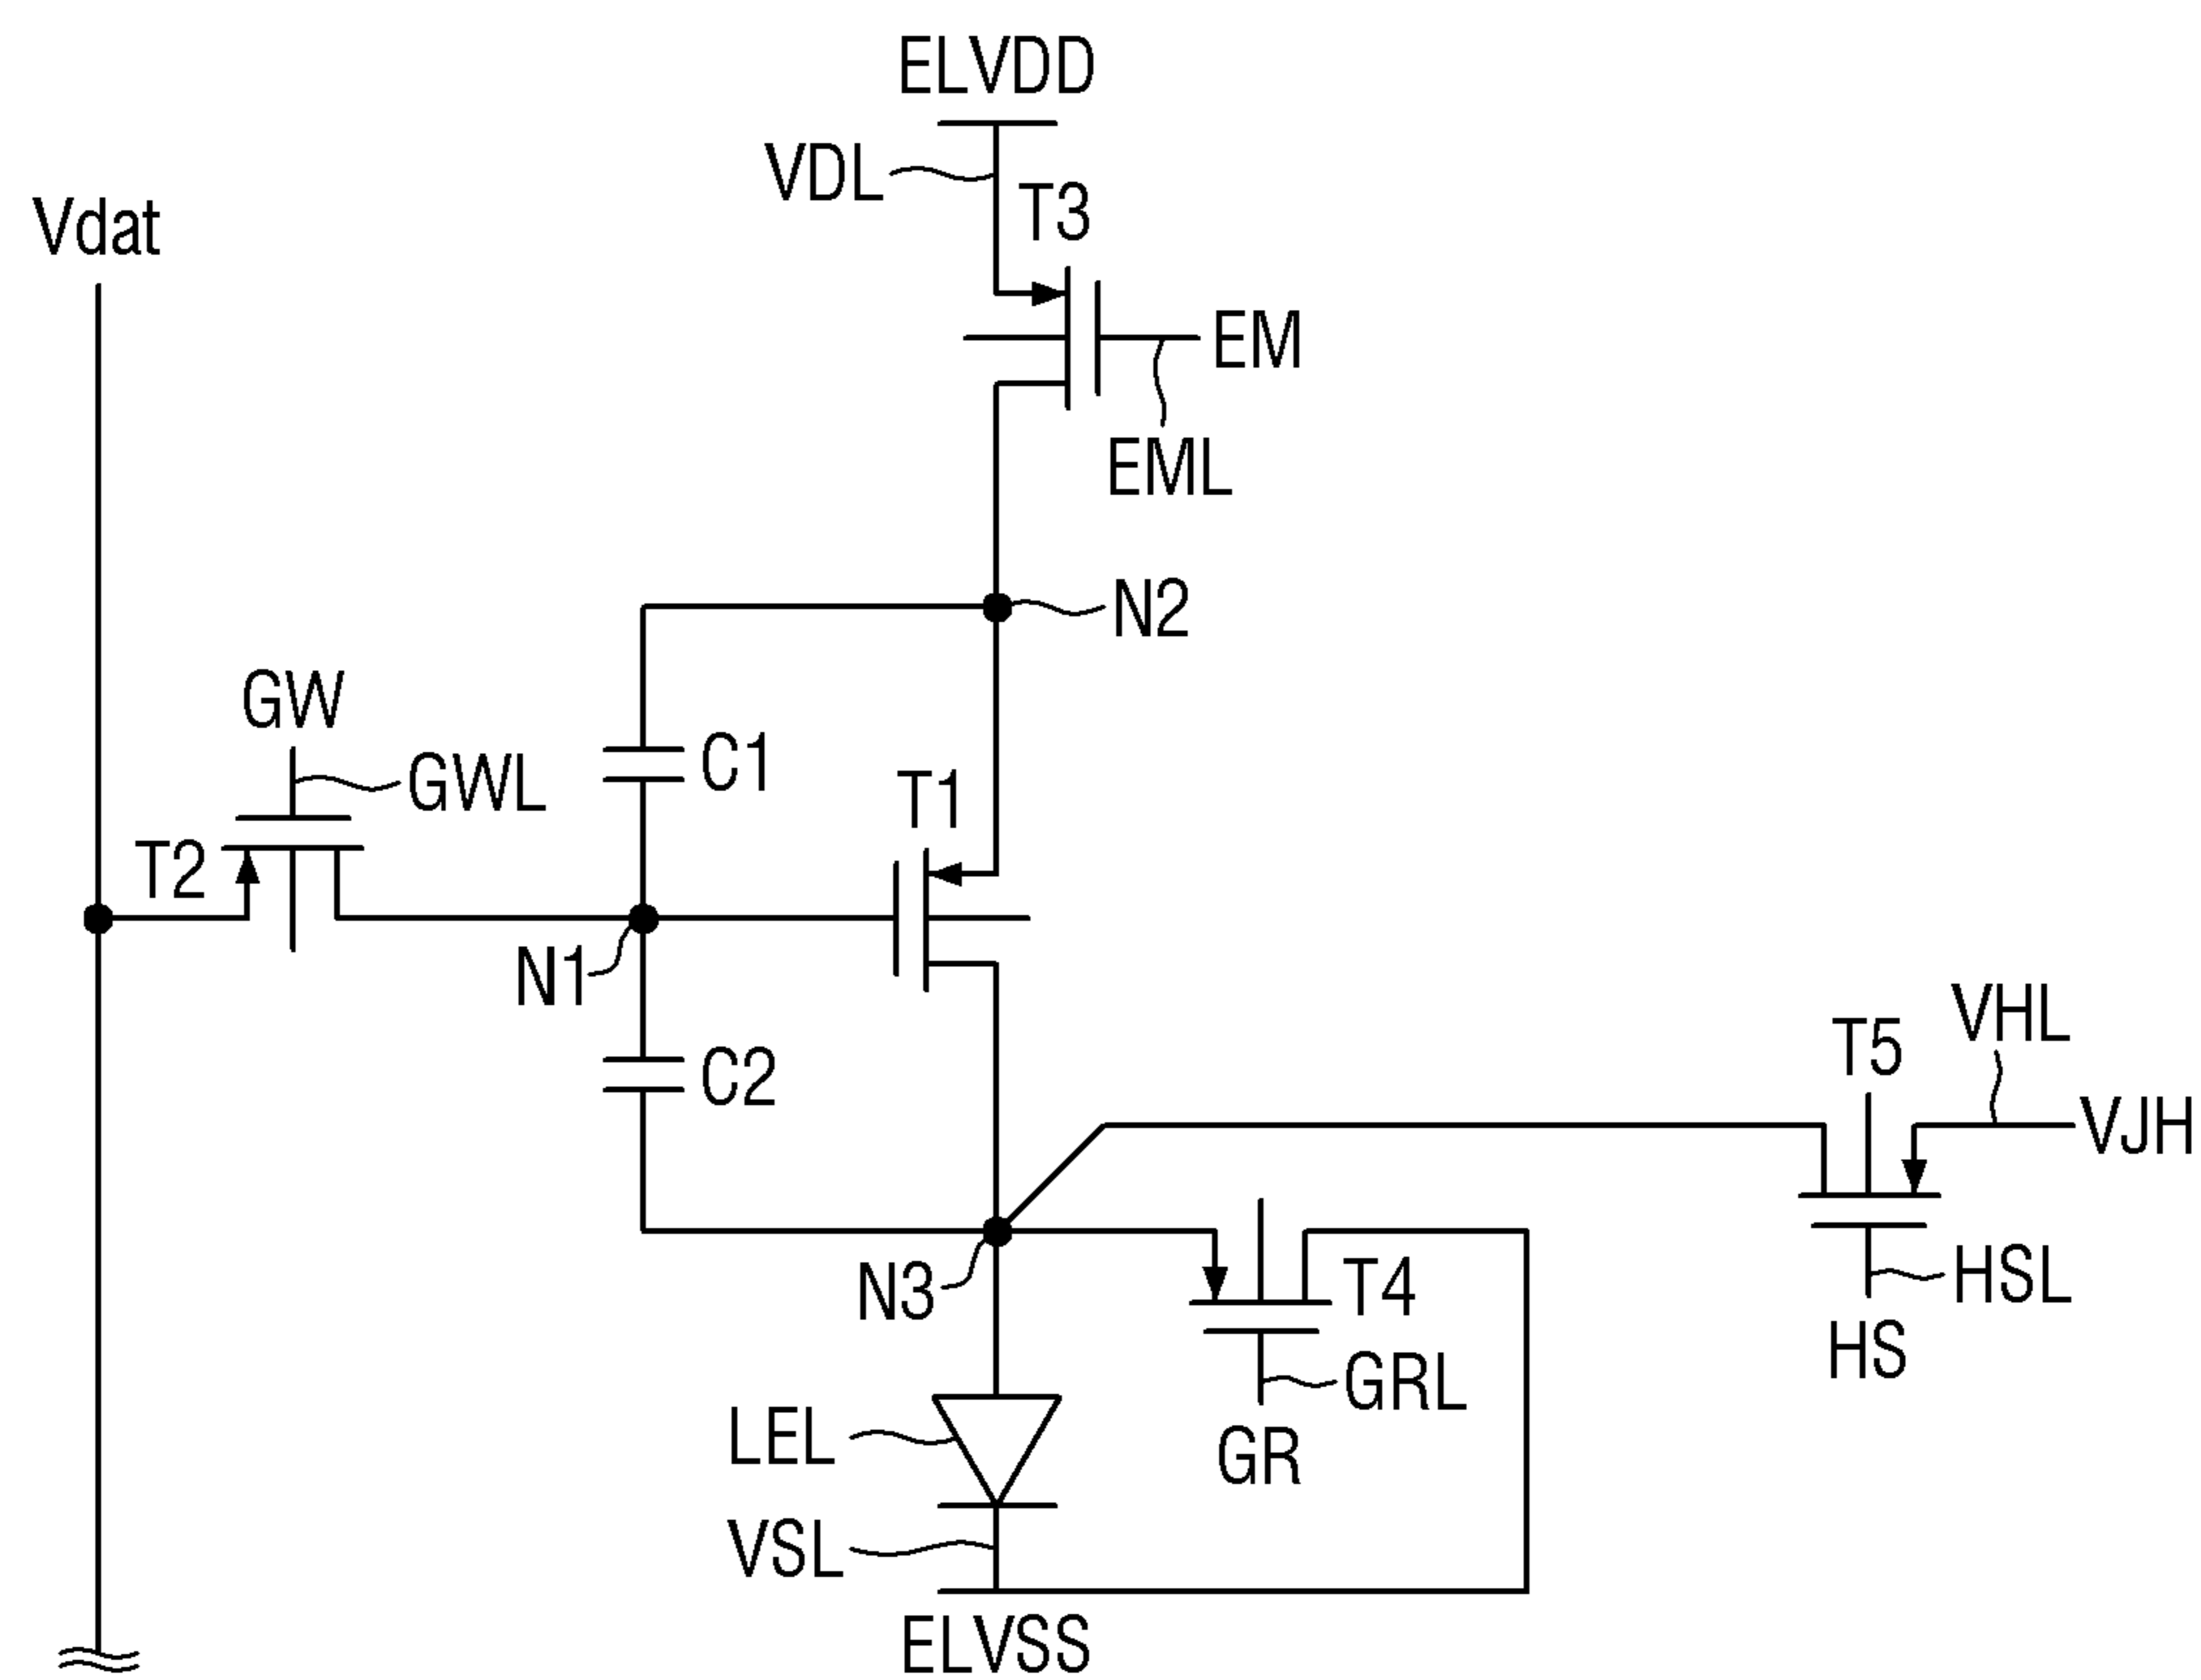 ELVDD
VDL
T3
Vdat
EM
EML
N2
GW
GWL
C1
T1
T2
N1
C2
VHL
T5
VJH
N3
T4
HSL
HS
GRL
GR
LEL
VSL
ELVSS